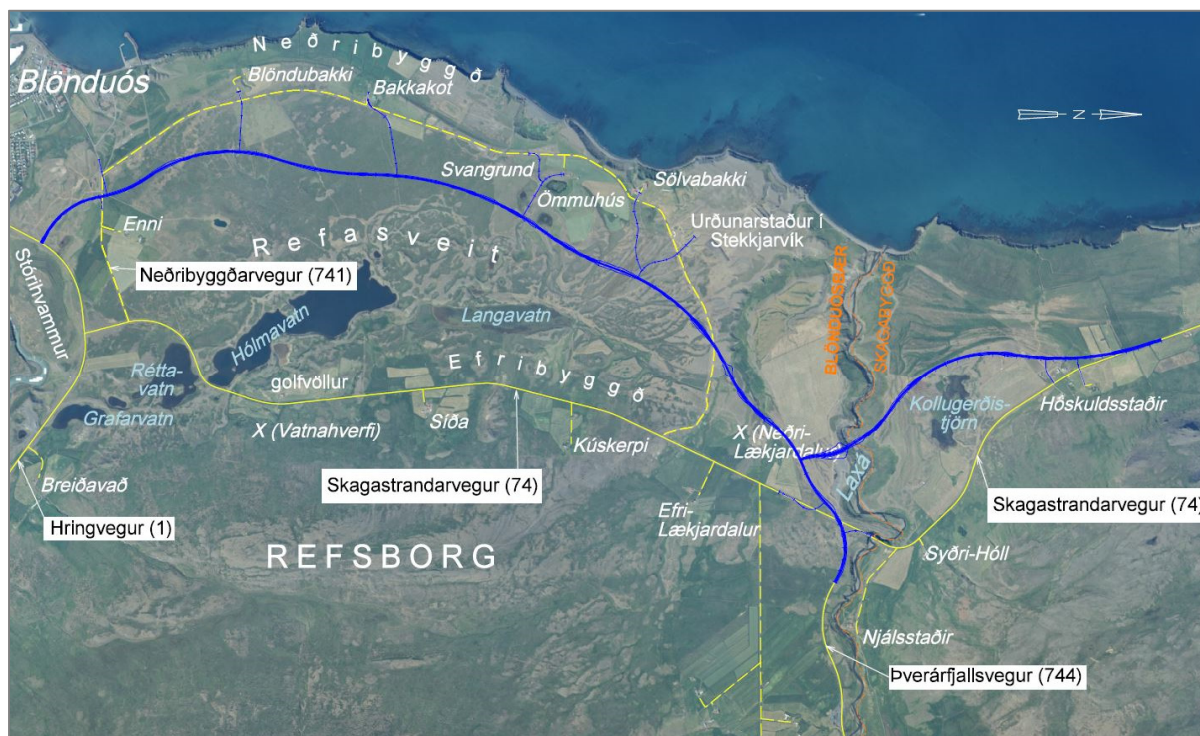 Neðribyggð
Blönduós
Blöndubakki
Bakkakot
N
Svangrund
Sölvabakki
Ömmuhús
Urðunarstaður í
Stekkjarvík
Enni
Refasveit
Neðribyggðarvegur (741)
Stórihvammur
BLÖNDUÓSBÆR
SKAGABYGGÐ
Hólmavatn
Langavatn
Rétta-
vatn
golfvöllur
Efribyggð
Grafarvatn
X (Vatnahverfi)
Síða
Kúskerpi
X (Neðri-
Lækjardalur)
Laxá
Kollugerðis-
tjörn
Höskuldsstaðir
Breiðavað
Skagastrandarvegur (74)
Skagastrandarvegur (74)
Hringvegur (1)
Efri-
Lækjardalur
REFSBORG
Syðri-Hóll
Njálsstaðir
Þverárfjallsvegur (744)